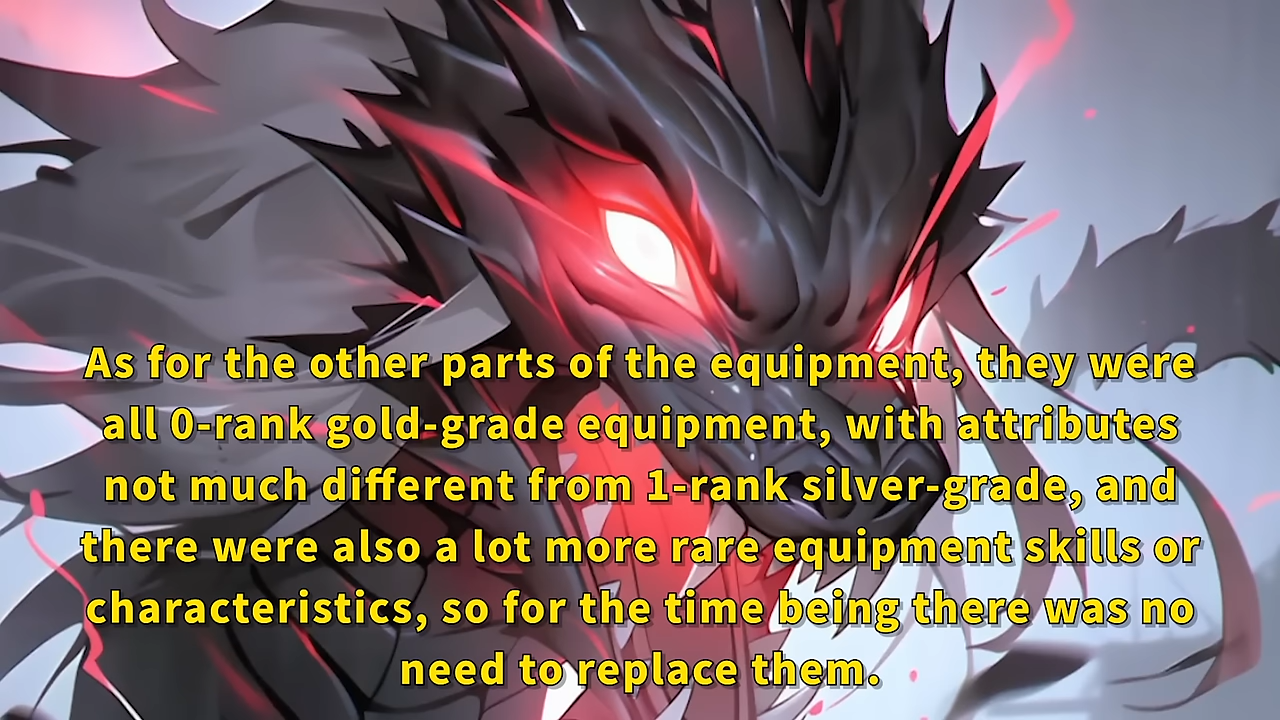 As for the other parts of the equipment, they were
all 0-rank gold-grade equipment, with attributes
not much different from 1-rank silver-grade, and
there were also a lot more rare equipment skills or
characteristics, so for the time being there was no
need to replace them.